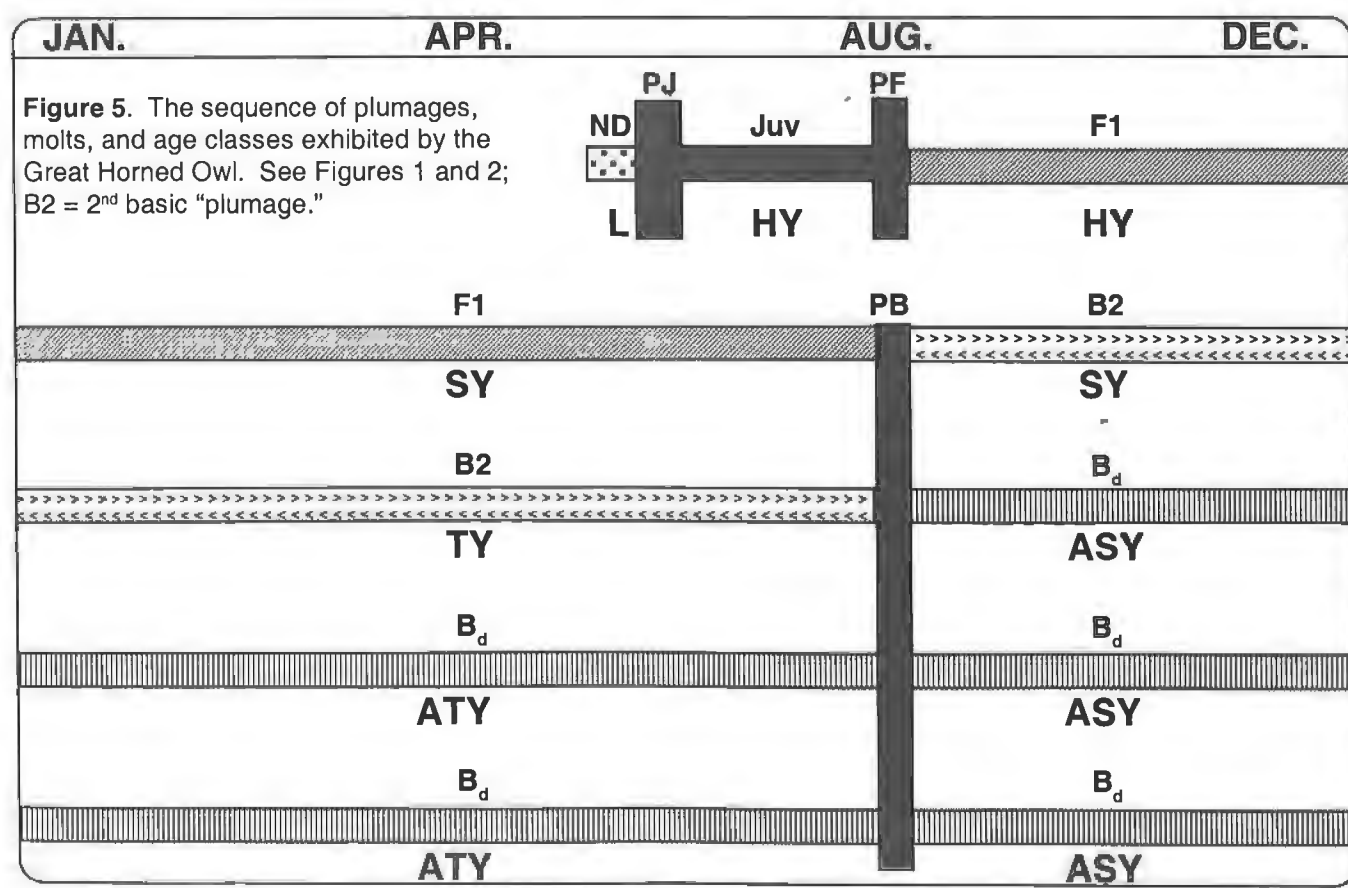 JAN. APR. AUG. DEC.
Figure 5. The sequence of plumages,
molts, and age classes exhibited by the
Great Horned Owl. See Figures 1 and 2;
B2 = 2nd basic “plumage.”
PJ PF
ND Juv F1
L HY HY
F1 PB B2
SY SY
B2 Bd
TY ASY
Bd Bd
ATY ASY
Bd Bd
ATY ASY